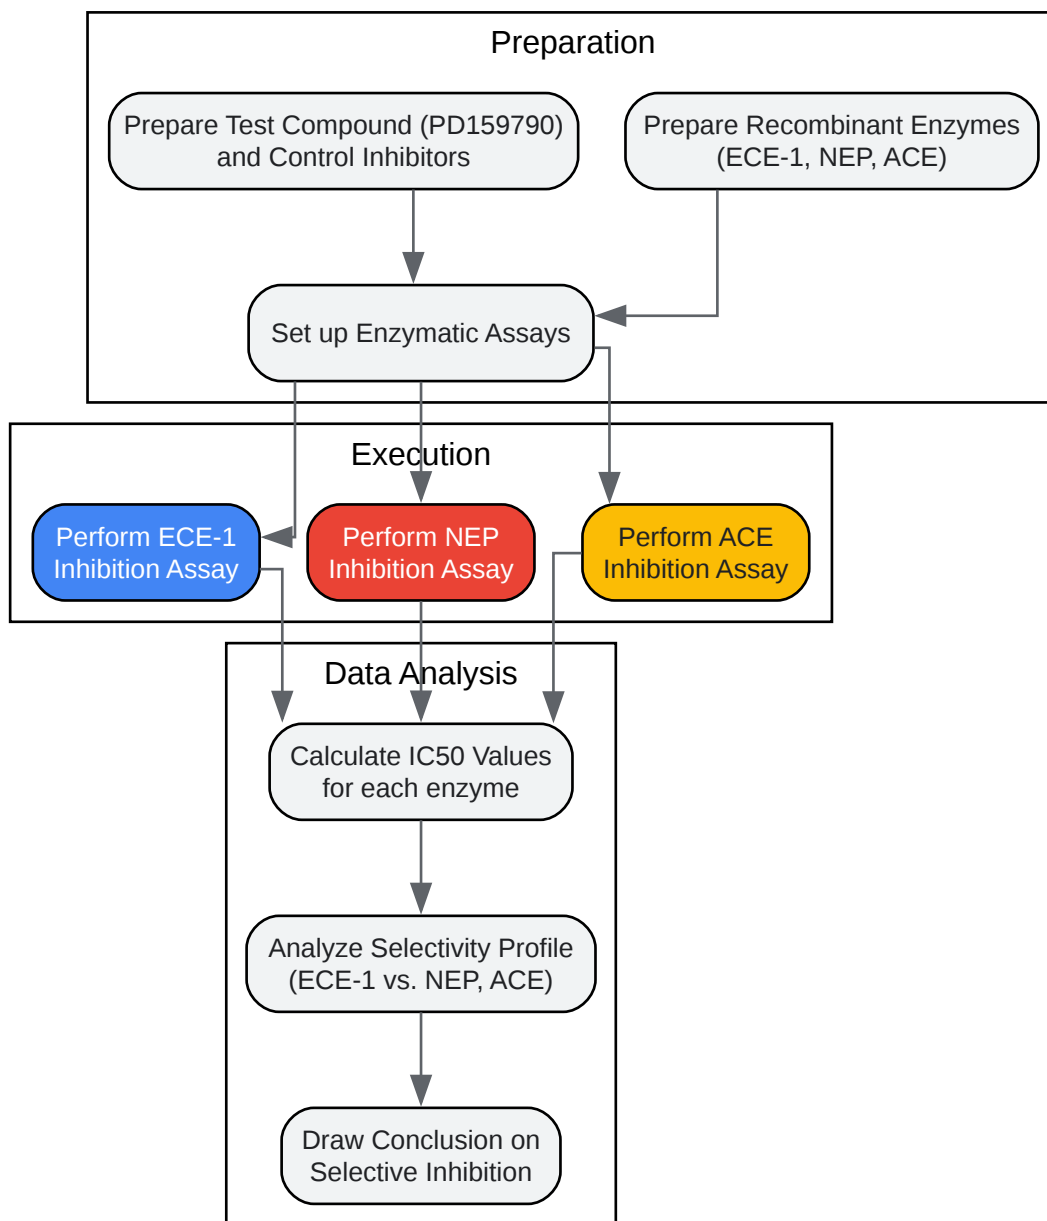 Preparation
Prepare Test Compound (PD159790)
and Control Inhibitors
Prepare Recombinant Enzymes
(ECE-1, NEP, ACE)
Set up Enzymatic Assays
Execution
Perform ECE-1
Inhibition Assay
Perform NEP
Inhibition Assay
Perform ACE
Inhibition Assay
Data Analysis
Calculate IC50 Values
for each enzyme
Analyze Selectivity Profile
(ECE-1 vs. NEP, ACE)
Draw Conclusion on
Selective Inhibition